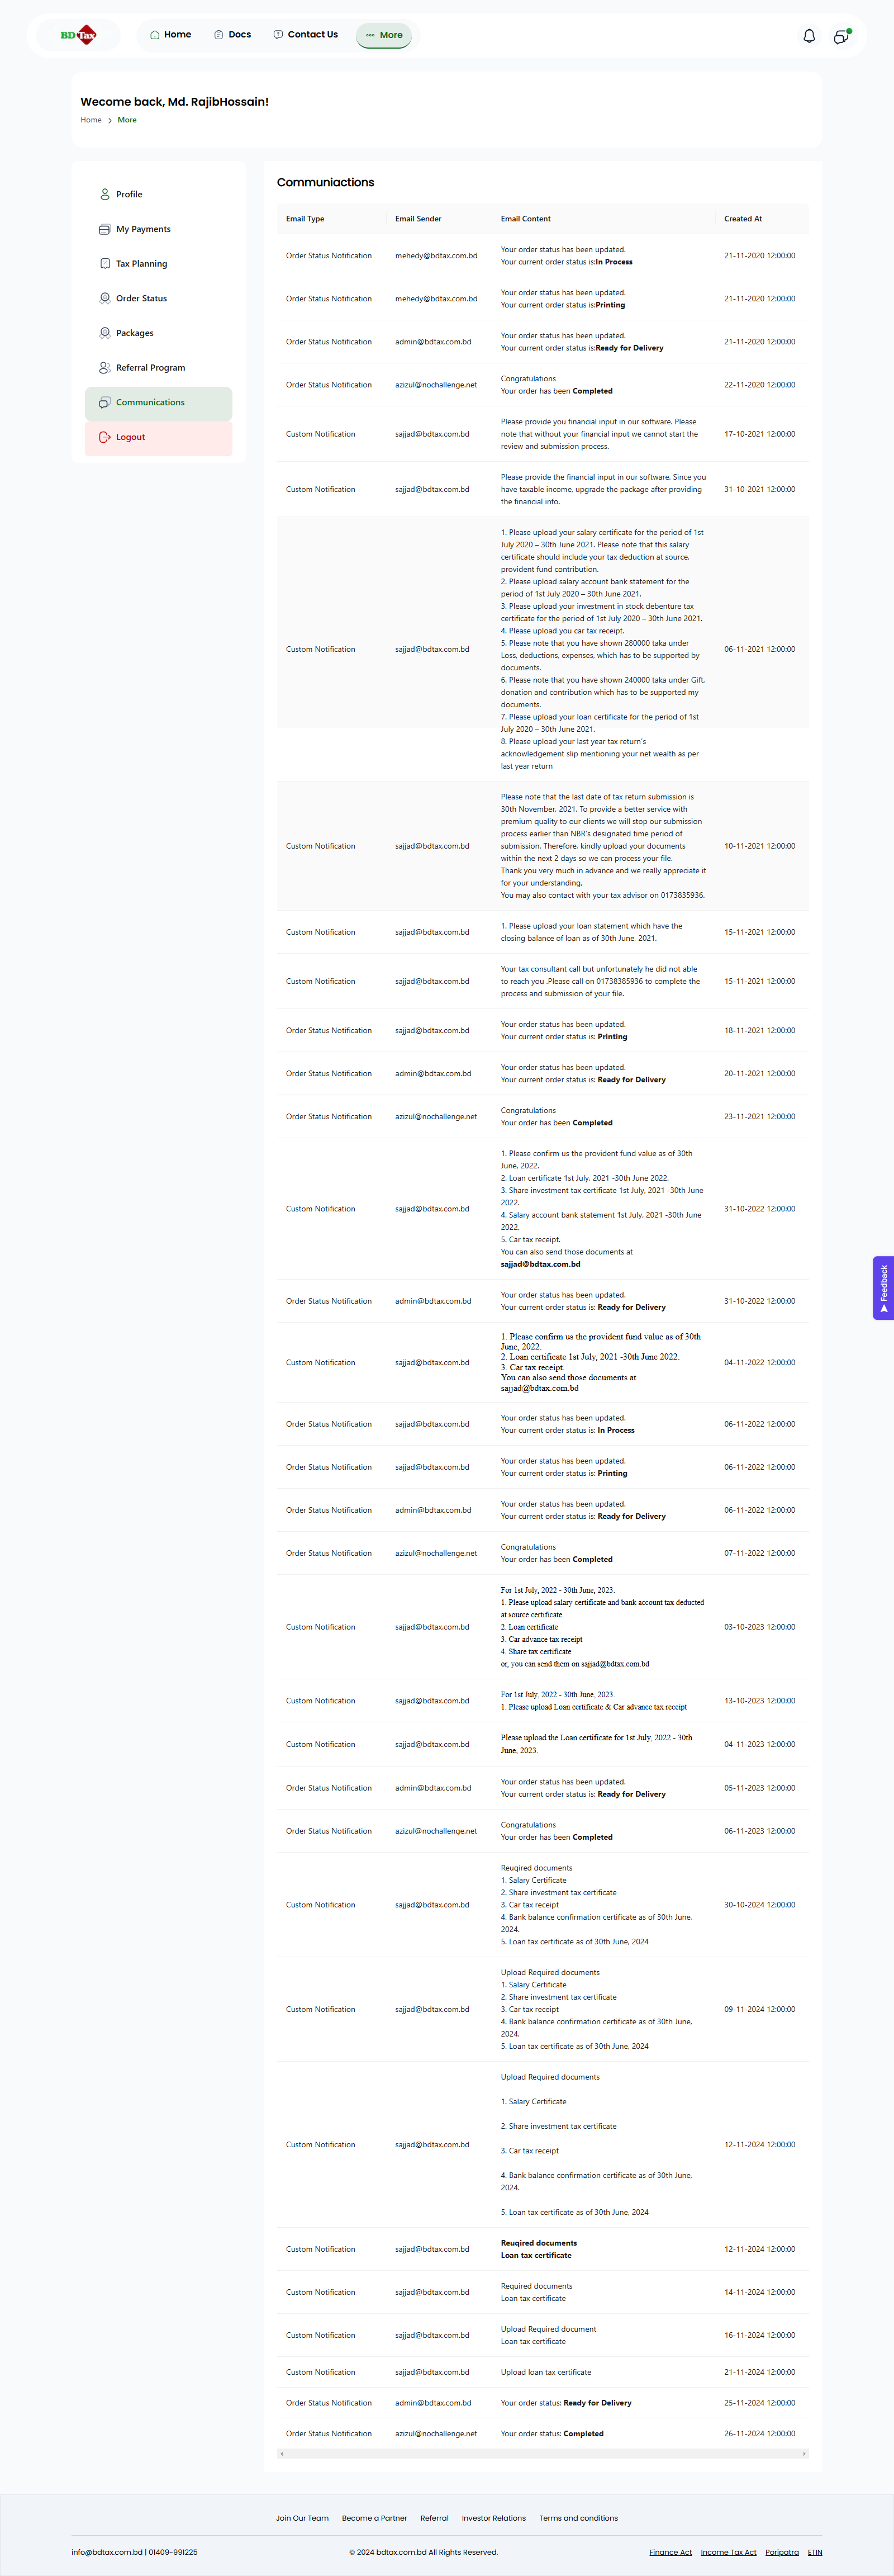 BD Tax
Home
Docs
Contact Us
More
Wecome back, Md. RajibHossain!
Home > More
Profile
My Payments
Tax Planning
Order Status
Packages
Referral Program
Communications
Logout
Communiactions
Email Type Email Sender Email Content Created At
Order Status Notification mehedy@bdtax.com.bd
Your order status has been updated.
Your current order status is:In Process
21-11-2020 12:00:00
Order Status Notification mehedy@bdtax.com.bd
Your order status has been updated.
Your current order status is:Printing
21-11-2020 12:00:00
Order Status Notification admin@bdtax.com.bd
Your order status has been updated.
Your current order status is:Ready for Delivery
21-11-2020 12:00:00
Order Status Notification azizul@nochallenge.net
Congratulations
Your order has been Completed
22-11-2020 12:00:00
Custom Notification sajjad@bdtax.com.bd
Please provide you financial input in our software. Please
note that without your financial input we cannot start the
review and submission process.
17-10-2021 12:00:00
Custom Notification sajjad@bdtax.com.bd
Please provide the financial input in our software. Since you
have taxable income, upgrade the package after providing
the financial info.
31-10-2021 12:00:00
Custom Notification sajjad@bdtax.com.bd
1. Please upload your salary certificate for the period of 1st
July 2020 – 30th June 2021. Please note that this salary
certificate should include your tax deduction at source,
provident fund contribution.
2. Please upload salary account bank statement for the
period of 1st July 2020 – 30th June 2021.
3. Please upload your investment in stock debenture tax
certificate for the period of 1st July 2020 – 30th June 2021.
4. Please upload you car tax receipt.
5. Please note that you have shown 280000 taka under
Loss, deductions, expenses, which has to be supported by
documents.
6. Please note that you have shown 240000 taka under Gift,
donation and contribution which has to be supported my
documents.
7. Please upload your loan certificate for the period of 1st
July 2020 – 30th June 2021.
8. Please upload your last year tax return's
acknowledgement slip mentioning your net wealth as per
last year return
06-11-2021 12:00:00
Custom Notification sajjad@bdtax.com.bd
Please note that the last date of tax return submission is
30th November, 2021. To provide a better service with
premium quality to our clients we will stop our submission
process earlier than NBR's designated time period of
submission. Therefore, kindly upload your documents
within the next 2 days so we can process your file.
Thank you very much in advance and we really appreciate it
for your understanding.
You may also contact with your tax advisor on 0173835936.
10-11-2021 12:00:00
Custom Notification sajjad@bdtax.com.bd
1. Please upload your loan statement which have the
closing balance of loan as of 30th June, 2021.
15-11-2021 12:00:00
Custom Notification sajjad@bdtax.com.bd
Your tax consultant call but unfortunately he did not able
to reach you .Please call on 01738385936 to complete the
process and submission of your file.
15-11-2021 12:00:00
Order Status Notification sajjad@bdtax.com.bd
Your order status has been updated.
Your current order status is: Printing
18-11-2021 12:00:00
Order Status Notification admin@bdtax.com.bd
Your order status has been updated.
Your current order status is: Ready for Delivery
20-11-2021 12:00:00
Order Status Notification azizul@nochallenge.net
Congratulations
Your order has been Completed
23-11-2021 12:00:00
Custom Notification sajjad@bdtax.com.bd
1. Please confirm us the provident fund value as of 30th
June, 2022.
2. Loan certificate 1st July, 2021 -30th June 2022.
3. Share investment tax certificate 1st July, 2021 -30th June
2022.
4. Salary account bank statement 1st July, 2021 -30th June
2022.
5. Car tax receipt.
You can also send those documents at
sajjad@bdtax.com.bd
31-10-2022 12:00:00
Order Status Notification admin@bdtax.com.bd
Your order status has been updated.
Your current order status is: Ready for Delivery
31-10-2022 12:00:00
Custom Notification sajjad@bdtax.com.bd
1. Please confirm us the provident fund value as of 30th
June, 2022.
2. Loan certificate 1st July, 2021 -30th June 2022.
3. Car tax receipt.
You can also send those documents at
sajjad@bdtax.com.bd
04-11-2022 12:00:00
Order Status Notification sajjad@bdtax.com.bd
Your order status has been updated.
Your current order status is: In Process
06-11-2022 12:00:00
Order Status Notification sajjad@bdtax.com.bd
Your order status has been updated.
Your current order status is: Printing
06-11-2022 12:00:00
Order Status Notification admin@bdtax.com.bd
Your order status has been updated.
Your current order status is: Ready for Delivery
06-11-2022 12:00:00
Order Status Notification azizul@nochallenge.net
Congratulations
Your order has been Completed
07-11-2022 12:00:00
Custom Notification sajjad@bdtax.com.bd
For 1st July, 2022 - 30th June, 2023.
1. Please upload salary certificate and bank account tax deducted
at source certificate.
2. Loan certificate
3. Car advance tax receipt
4. Share tax certificate
or, you can send them on sajjad@bdtax.com.bd
03-10-2023 12:00:00
Custom Notification sajjad@bdtax.com.bd
For 1st July, 2022 - 30th June, 2023.
1. Please upload Loan certificate & Car advance tax receipt
13-10-2023 12:00:00
Custom Notification sajjad@bdtax.com.bd
Please upload the Loan certificate for 1st July, 2022 - 30th
June, 2023.
04-11-2023 12:00:00
Order Status Notification admin@bdtax.com.bd
Your order status has been updated.
Your current order status is: Ready for Delivery
05-11-2023 12:00:00
Order Status Notification azizul@nochallenge.net
Congratulations
Your order has been Completed
06-11-2023 12:00:00
Custom Notification sajjad@bdtax.com.bd
Reuqired documents
1. Salary Certificate
2. Share investment tax certificate
3. Car tax receipt
4. Bank balance confirmation certificate as of 30th June,
2024.
5. Loan tax certificate as of 30th June, 2024
30-10-2024 12:00:00
Custom Notification sajjad@bdtax.com.bd
Upload Required documents
1. Salary Certificate
2. Share investment tax certificate
3. Car tax receipt
4. Bank balance confirmation certificate as of 30th June,
2024.
5. Loan tax certificate as of 30th June, 2024
09-11-2024 12:00:00
Custom Notification sajjad@bdtax.com.bd
Upload Required documents
1. Salary Certificate
2. Share investment tax certificate
3. Car tax receipt
4. Bank balance confirmation certificate as of 30th June,
2024.
5. Loan tax certificate as of 30th June, 2024
12-11-2024 12:00:00
Custom Notification sajjad@bdtax.com.bd
Reuqired documents
Loan tax certificate
12-11-2024 12:00:00
Custom Notification sajjad@bdtax.com.bd
Required documents
Loan tax certificate
14-11-2024 12:00:00
Custom Notification sajjad@bdtax.com.bd
Upload Required document
Loan tax certificate
16-11-2024 12:00:00
Custom Notification sajjad@bdtax.com.bd Upload loan tax certificate 21-11-2024 12:00:00
Order Status Notification admin@bdtax.com.bd Your order status: Ready for Delivery 25-11-2024 12:00:00
Order Status Notification azizul@nochallenge.net Your order status: Completed 26-11-2024 12:00:00
Feedback
Join Our Team Become a Partner Referral Investor Relations Terms and conditions
info@bdtax.com.bd | 01409-991225 © 2024 bdtax.com.bd All Rights Reserved. Finance Act Income Tax Act Poripatra ETIN